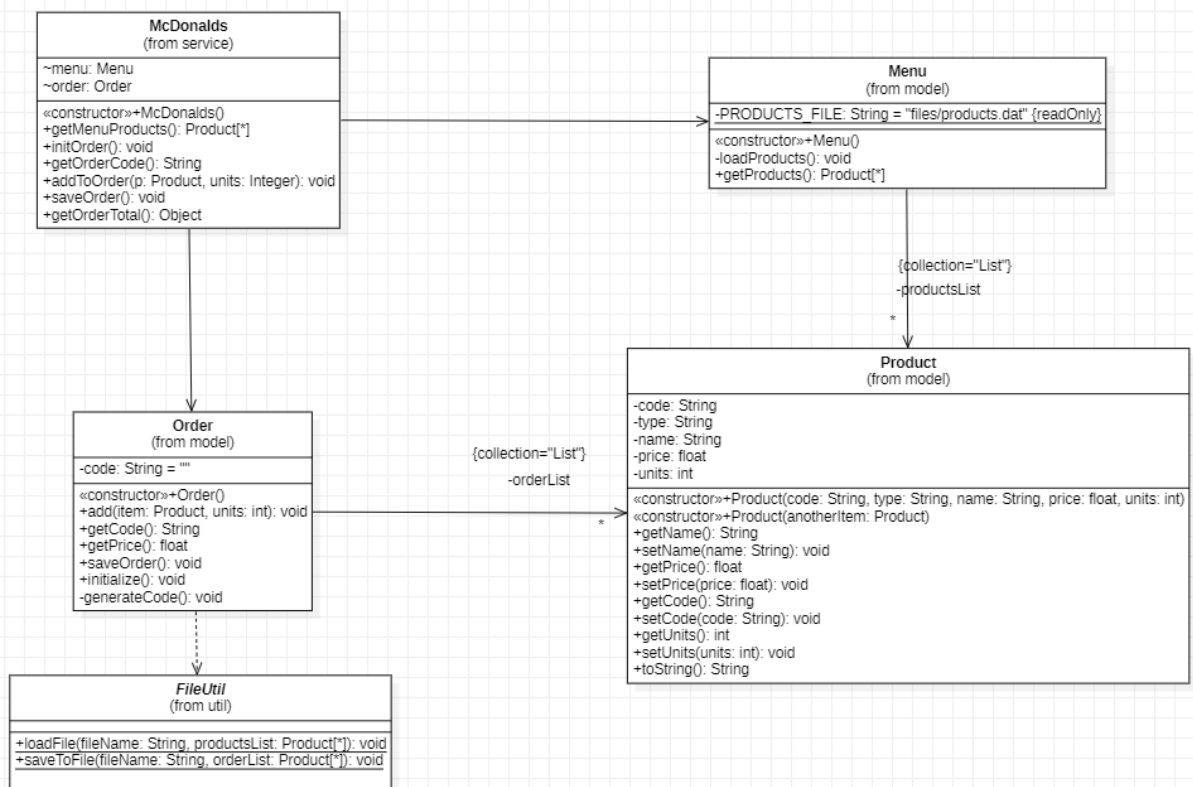 McDonalds
(from service)
~menu: Menu
~order: Order
«constructor»+McDonalds()
+getMenuProducts(): Product[*]
+initOrder(): void
+getOrderCode(): String
+addToOrder(p: Product, units: Integer): void
+saveOrder(): void
+getOrderTotal(): Object
Menu
(from model)
-PRODUCTS_FILE: String = "files/products.dat" {readOnly}
«constructor»+Menu()
-loadProducts(): void
+getProducts(): Product[*]
{collection="List"}
-productsList
*
Product
(from model)
-code: String
-type: String
-name: String
-price: float
-units: int
«constructor»+Product(code: String, type: String, name: String, price: float, units: int)
«constructor»+Product(anotherItem: Product)
+getName(): String
+setName(name: String): void
+getPrice(): float
+setPrice(price: float): void
+getCode(): String
+setCode(code: String): void
+getUnits(): int
+setUnits(units: int): void
+toString(): String
Order
(from model)
-code: String = ""
«constructor»+Order()
+add(item: Product, units: int): void
+getCode(): String
+getPrice(): float
+saveOrder(): void
+initialize(): void
-generateCode(): void
{collection="List"}
-orderList
*
FileUtil
(from util)
+loadFile(fileName: String, productsList: Product[*]): void
+saveToFile(fileName: String, orderList: Product[*]): void